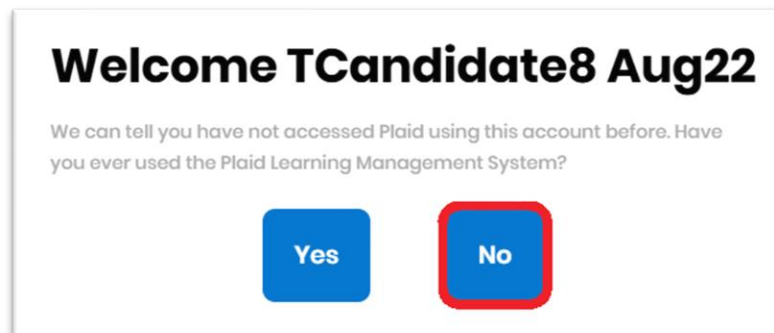 Welcome TCandidate8 Aug22
We can tell you have not accessed Plaid using this account before. Have
you ever used the Plaid Learning Management System?
Yes No